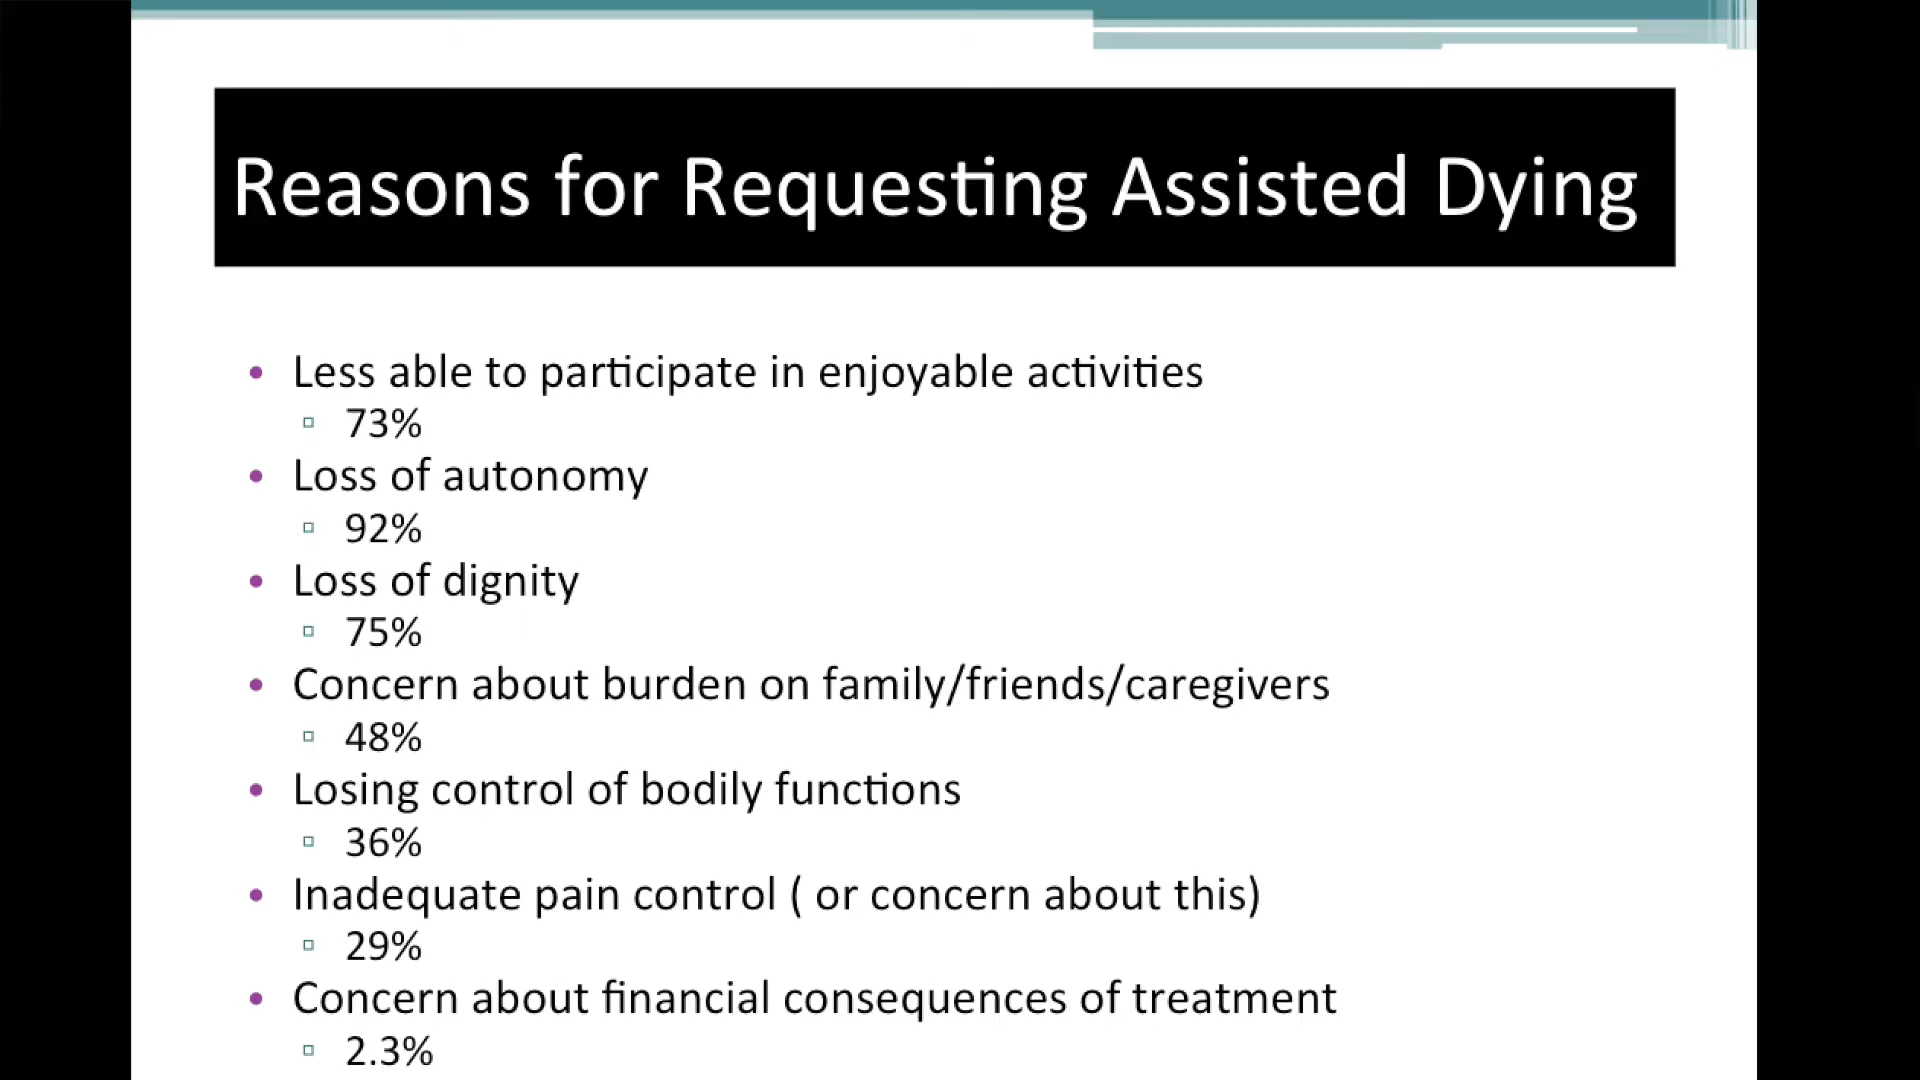 Reasons for Requesting Assisted Dying
• Less able to participate in enjoyable activities
▫ 73%
• Loss of autonomy
▫ 92%
• Loss of dignity
▫ 75%
• Concern about burden on family/friends/caregivers
▫ 48%
• Losing control of bodily functions
▫ 36%
• Inadequate pain control ( or concern about this)
▫ 29%
• Concern about financial consequences of treatment
▫ 2.3%